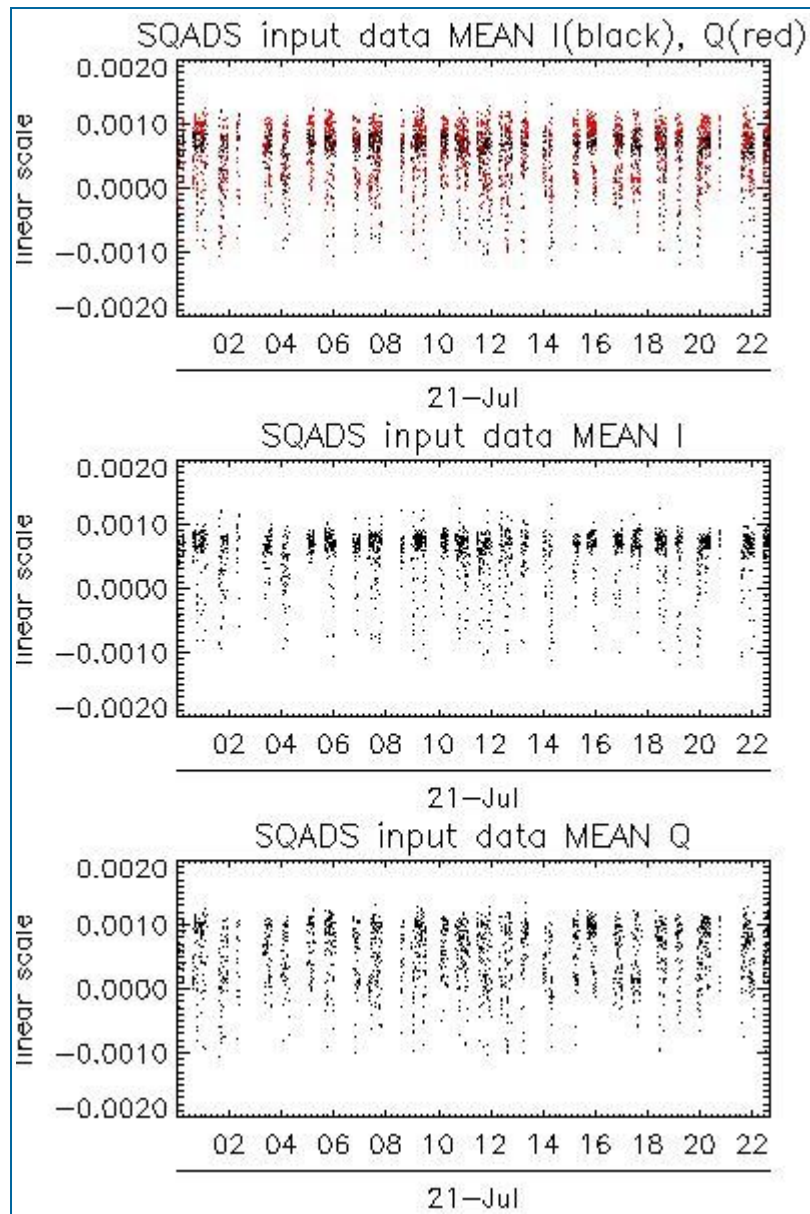 SQADS input data MEAN I(black), Q(red)
0.0020
0.0010
0.0000
−0.0010
−0.0020
linear scale
02 04 06 08 10 12 14 16 18 20 22
21−Jul
SQADS input data MEAN I
0.0020
0.0010
0.0000
−0.0010
−0.0020
linear scale
02 04 06 08 10 12 14 16 18 20 22
21−Jul
SQADS input data MEAN Q
0.0020
0.0010
0.0000
−0.0010
−0.0020
linear scale
02 04 06 08 10 12 14 16 18 20 22
21−Jul